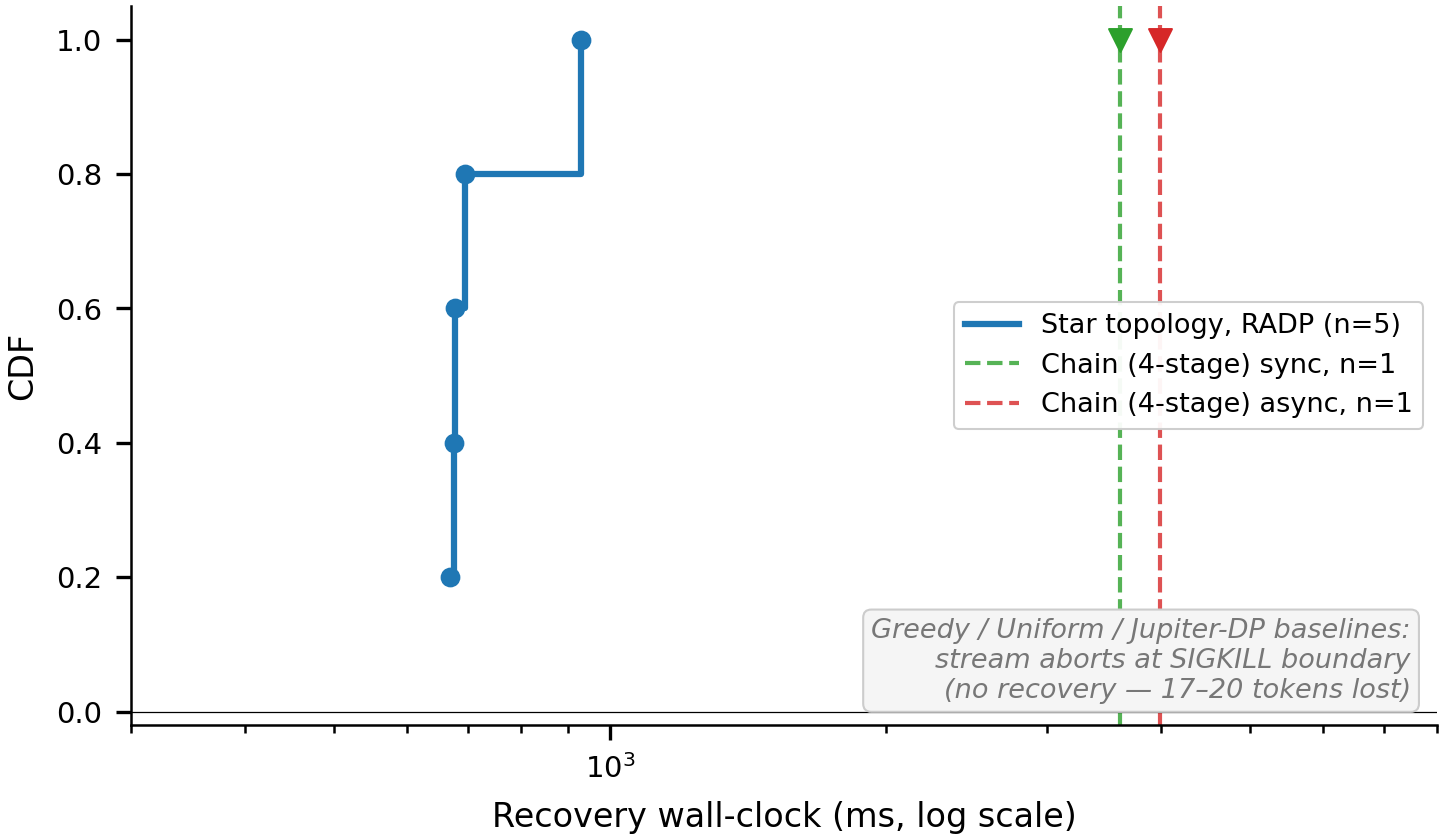 1.0
0.8
0.6
0.4
0.2
0.0
CDF
Star topology, RADP (n=5)
Chain (4-stage) sync, n=1
Chain (4-stage) async, n=1
Greedy / Uniform / Jupiter-DP baselines:
stream aborts at SIGKILL boundary
(no recovery — 17–20 tokens lost)
10³
Recovery wall-clock (ms, log scale)